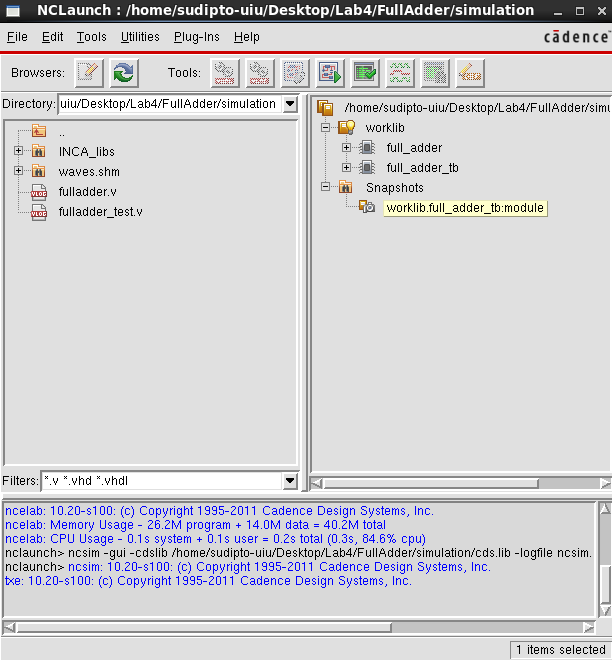 NCLaunch : /home/sudipto-uiu/Desktop/Lab4/FullAdder/simulation
File Edit Tools Utilities Plug-Ins Help cādence
Browsers: Tools:
Directory: uiu/Desktop/Lab4/FullAdder/simulation
..
INCA_libs
waves.shm
VLOG fulladder.v
VLOG fulladder_test.v
Filters: *.v *.vhd *.vhdl
/home/sudipto-uiu/Desktop/Lab4/FullAdder/simu
worklib
full_adder
full_adder_tb
Snapshots
worklib.full_adder_tb:module
ncelab: 10.20-s100: (c) Copyright 1995-2011 Cadence Design Systems, Inc.
ncelab: Memory Usage - 26.2M program + 14.0M data = 40.2M total
ncelab: CPU Usage - 0.1s system + 0.1s user = 0.2s total (0.3s, 84.6% cpu)
nclaunch> ncsim -gui -cdslib /home/sudipto-uiu/Desktop/Lab4/FullAdder/simulation/cds.lib -logfile ncsim.
nclaunch> ncsim: 10.20-s100: (c) Copyright 1995-2011 Cadence Design Systems, Inc.
txe: 10.20-s100: (c) Copyright 1995-2011 Cadence Design Systems, Inc.
1 items selected